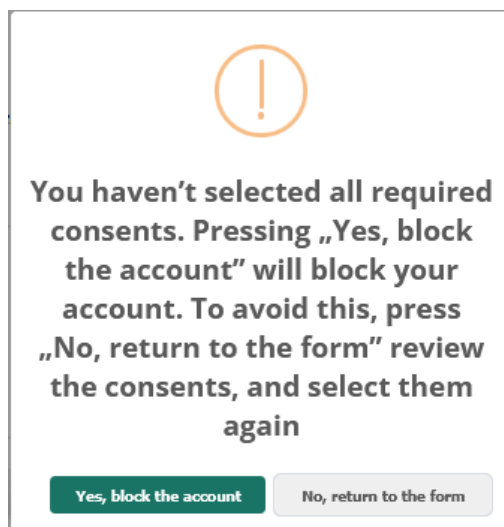 You haven’t selected all required
consents. Pressing „Yes, block
the account” will block your
account. To avoid this, press
„No, return to the form” review
the consents, and select them
again
Yes, block the account No, return to the form